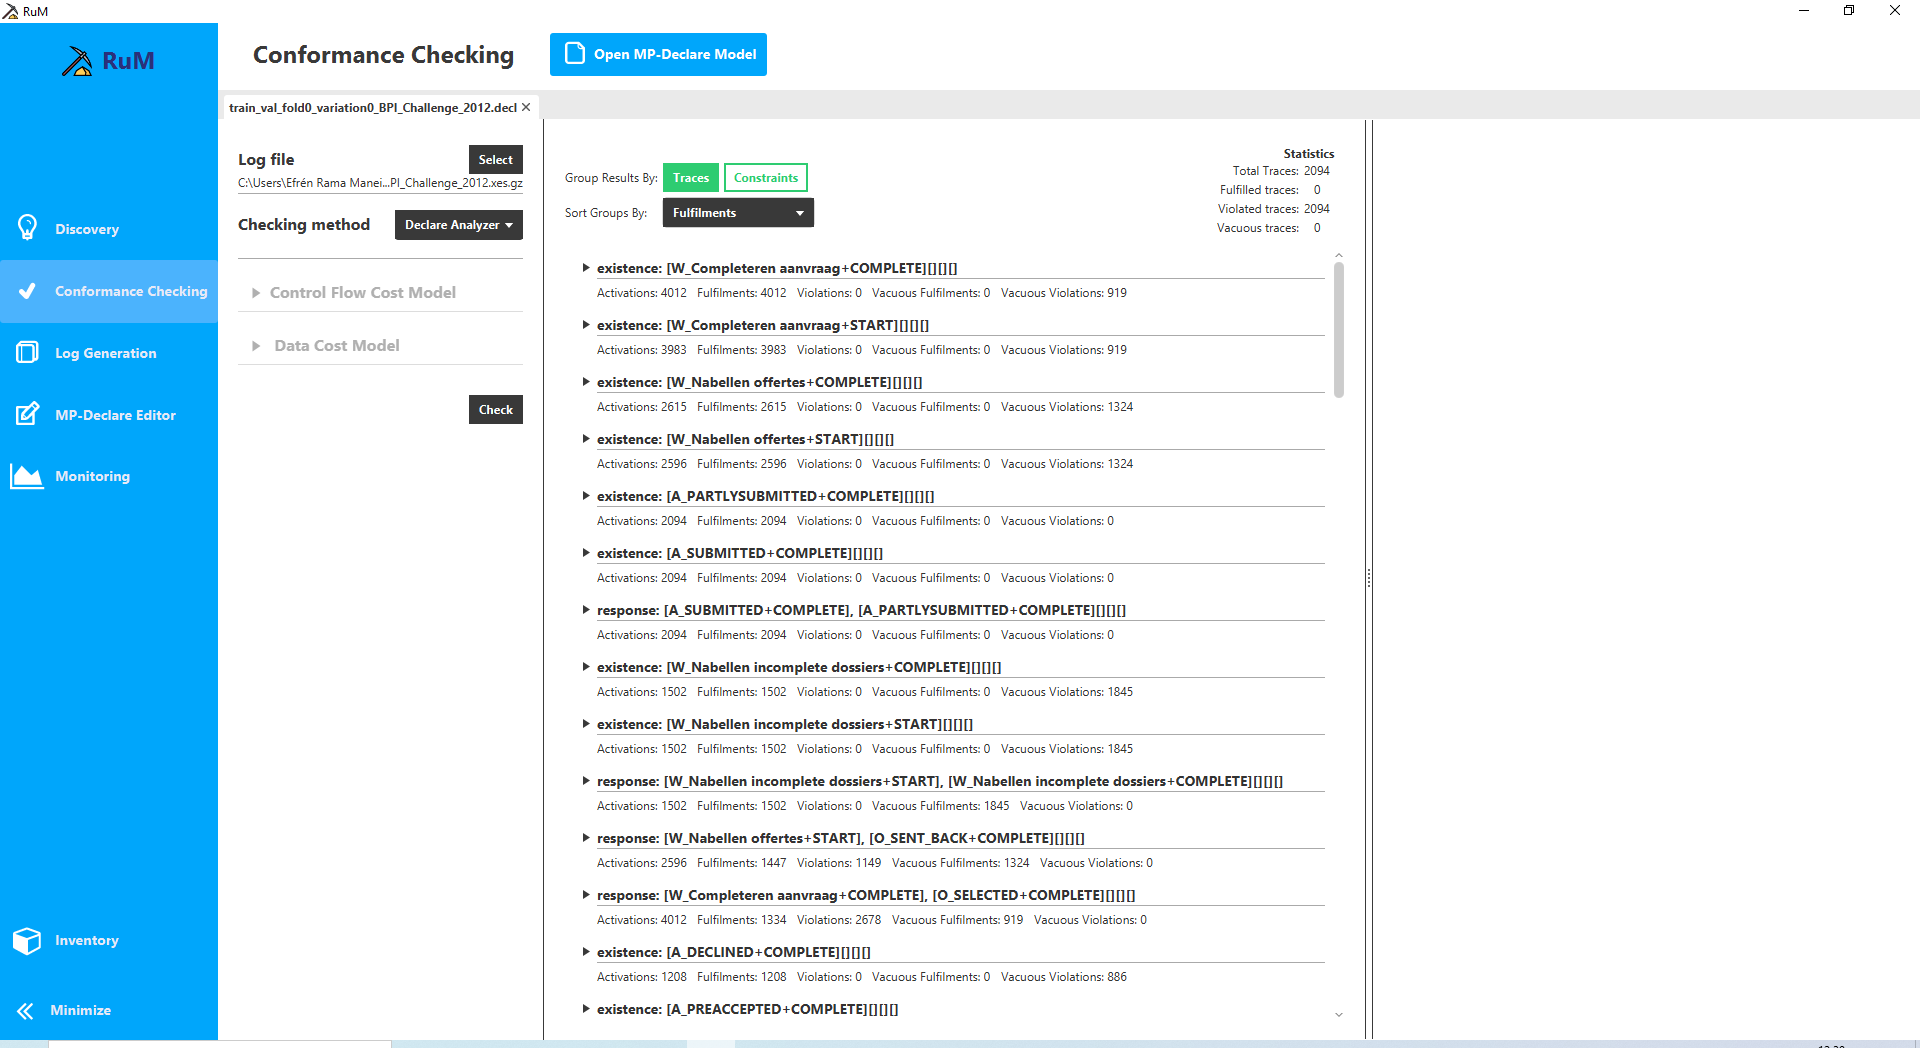 RuM
RuM
Conformance Checking
Open MP-Declare Model
train_val_fold0_variation0_BPI_Challenge_2012.decl
Discovery
Conformance Checking
Log Generation
MP-Declare Editor
Monitoring
Inventory
Minimize
Log file
Select
C:\Users\Efrén Rama Manei...PI_Challenge_2012.xes.gz
Checking method
Declare Analyzer
Control Flow Cost Model
Data Cost Model
Check
Group Results By: Traces Constraints
Sort Groups By: Fulfilments
Statistics
Total Traces: 2094
Fulfilled traces: 0
Violated traces: 2094
Vacuous traces: 0
existence: [W_Completeren aanvraag+COMPLETE][][][]
Activations: 4012 Fulfilments: 4012 Violations: 0 Vacuous Fulfilments: 0 Vacuous Violations: 919
existence: [W_Completeren aanvraag+START][][][]
Activations: 3983 Fulfilments: 3983 Violations: 0 Vacuous Fulfilments: 0 Vacuous Violations: 919
existence: [W_Nabellen offertes+COMPLETE][][][]
Activations: 2615 Fulfilments: 2615 Violations: 0 Vacuous Fulfilments: 0 Vacuous Violations: 1324
existence: [W_Nabellen offertes+START][][][]
Activations: 2596 Fulfilments: 2596 Violations: 0 Vacuous Fulfilments: 0 Vacuous Violations: 1324
existence: [A_PARTLYSUBMITTED+COMPLETE][][][]
Activations: 2094 Fulfilments: 2094 Violations: 0 Vacuous Fulfilments: 0 Vacuous Violations: 0
existence: [A_SUBMITTED+COMPLETE][][][]
Activations: 2094 Fulfilments: 2094 Violations: 0 Vacuous Fulfilments: 0 Vacuous Violations: 0
response: [A_SUBMITTED+COMPLETE], [A_PARTLYSUBMITTED+COMPLETE][][][]
Activations: 2094 Fulfilments: 2094 Violations: 0 Vacuous Fulfilments: 0 Vacuous Violations: 0
existence: [W_Nabellen incomplete dossiers+COMPLETE][][][]
Activations: 1502 Fulfilments: 1502 Violations: 0 Vacuous Fulfilments: 0 Vacuous Violations: 1845
existence: [W_Nabellen incomplete dossiers+START][][][]
Activations: 1502 Fulfilments: 1502 Violations: 0 Vacuous Fulfilments: 0 Vacuous Violations: 1845
response: [W_Nabellen incomplete dossiers+START], [W_Nabellen incomplete dossiers+COMPLETE][][][]
Activations: 1502 Fulfilments: 1502 Violations: 0 Vacuous Fulfilments: 1845 Vacuous Violations: 0
response: [W_Nabellen offertes+START], [O_SENT_BACK+COMPLETE][][][]
Activations: 2596 Fulfilments: 1447 Violations: 1149 Vacuous Fulfilments: 1324 Vacuous Violations: 0
response: [W_Completeren aanvraag+COMPLETE], [O_SELECTED+COMPLETE][][][]
Activations: 4012 Fulfilments: 1334 Violations: 2678 Vacuous Fulfilments: 919 Vacuous Violations: 0
existence: [A_DECLINED+COMPLETE][][][]
Activations: 1208 Fulfilments: 1208 Violations: 0 Vacuous Fulfilments: 0 Vacuous Violations: 886
existence: [A_PREACCEPTED+COMPLETE][][][]